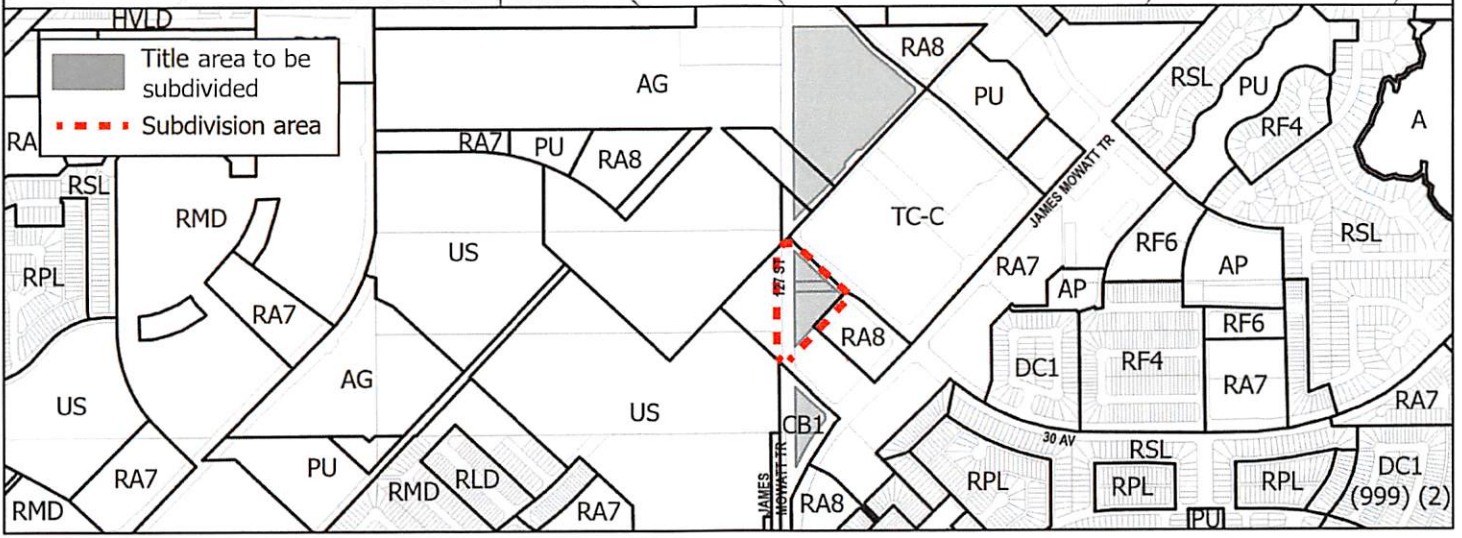 HVLD
Title area to be
subdivided
Subdivision area
RA
RSL
RMD
RPL
RA7
US
RA7
RMD
AG
RA7
PU
RA8
US
AG
US
PU
RMD
RLD
RA7
RA8
PU
TC-C
127 ST
RA8
CB1
JAMES
MOWATT TR
RA8
JAMES MOWATT TR
RSL
PU
RF4
A
RSL
RF6
AP
RA7
AP
RF6
DC1
RF4
RA7
RA7
30 AV
RSL
RPL
RPL
RPL
DC1
(999) (2)
PU